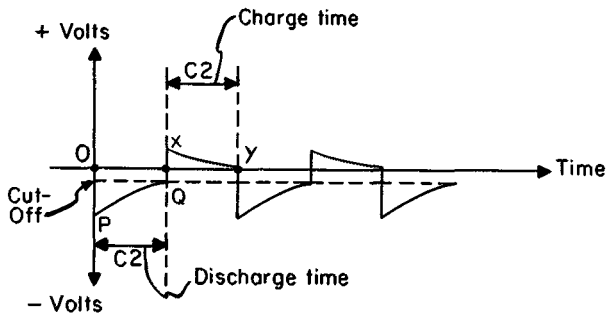 + Volts
Charge time
C2
O
X
Y
Time
Cut-
Off
Q
P
C2
Discharge time
- Volts